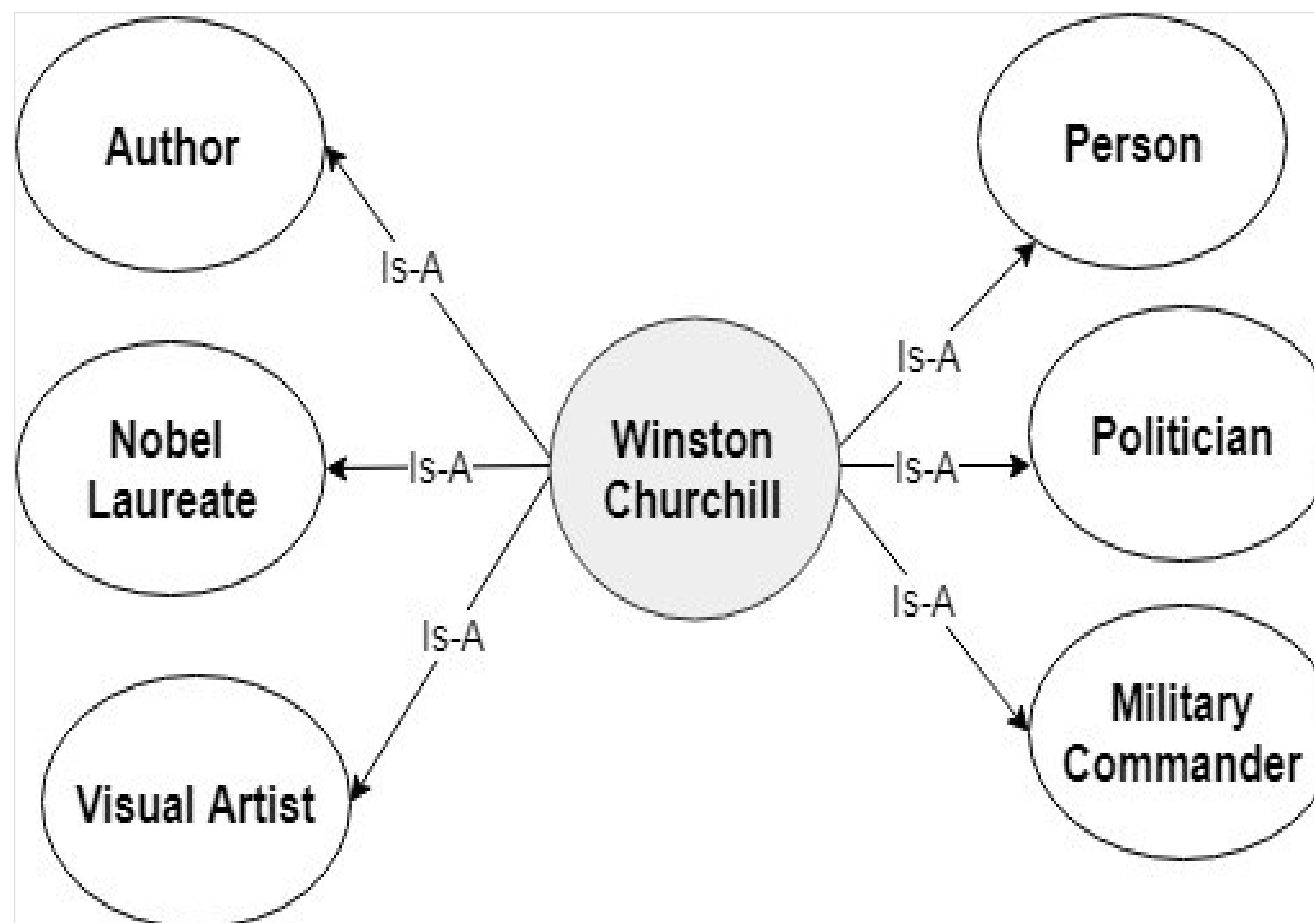 Author
Person
Is-A
Is-A
Nobel
Laureate
Is-A
Winston
Churchill
Is-A
Politician
Is-A
Is-A
Visual Artist
Military
Commander